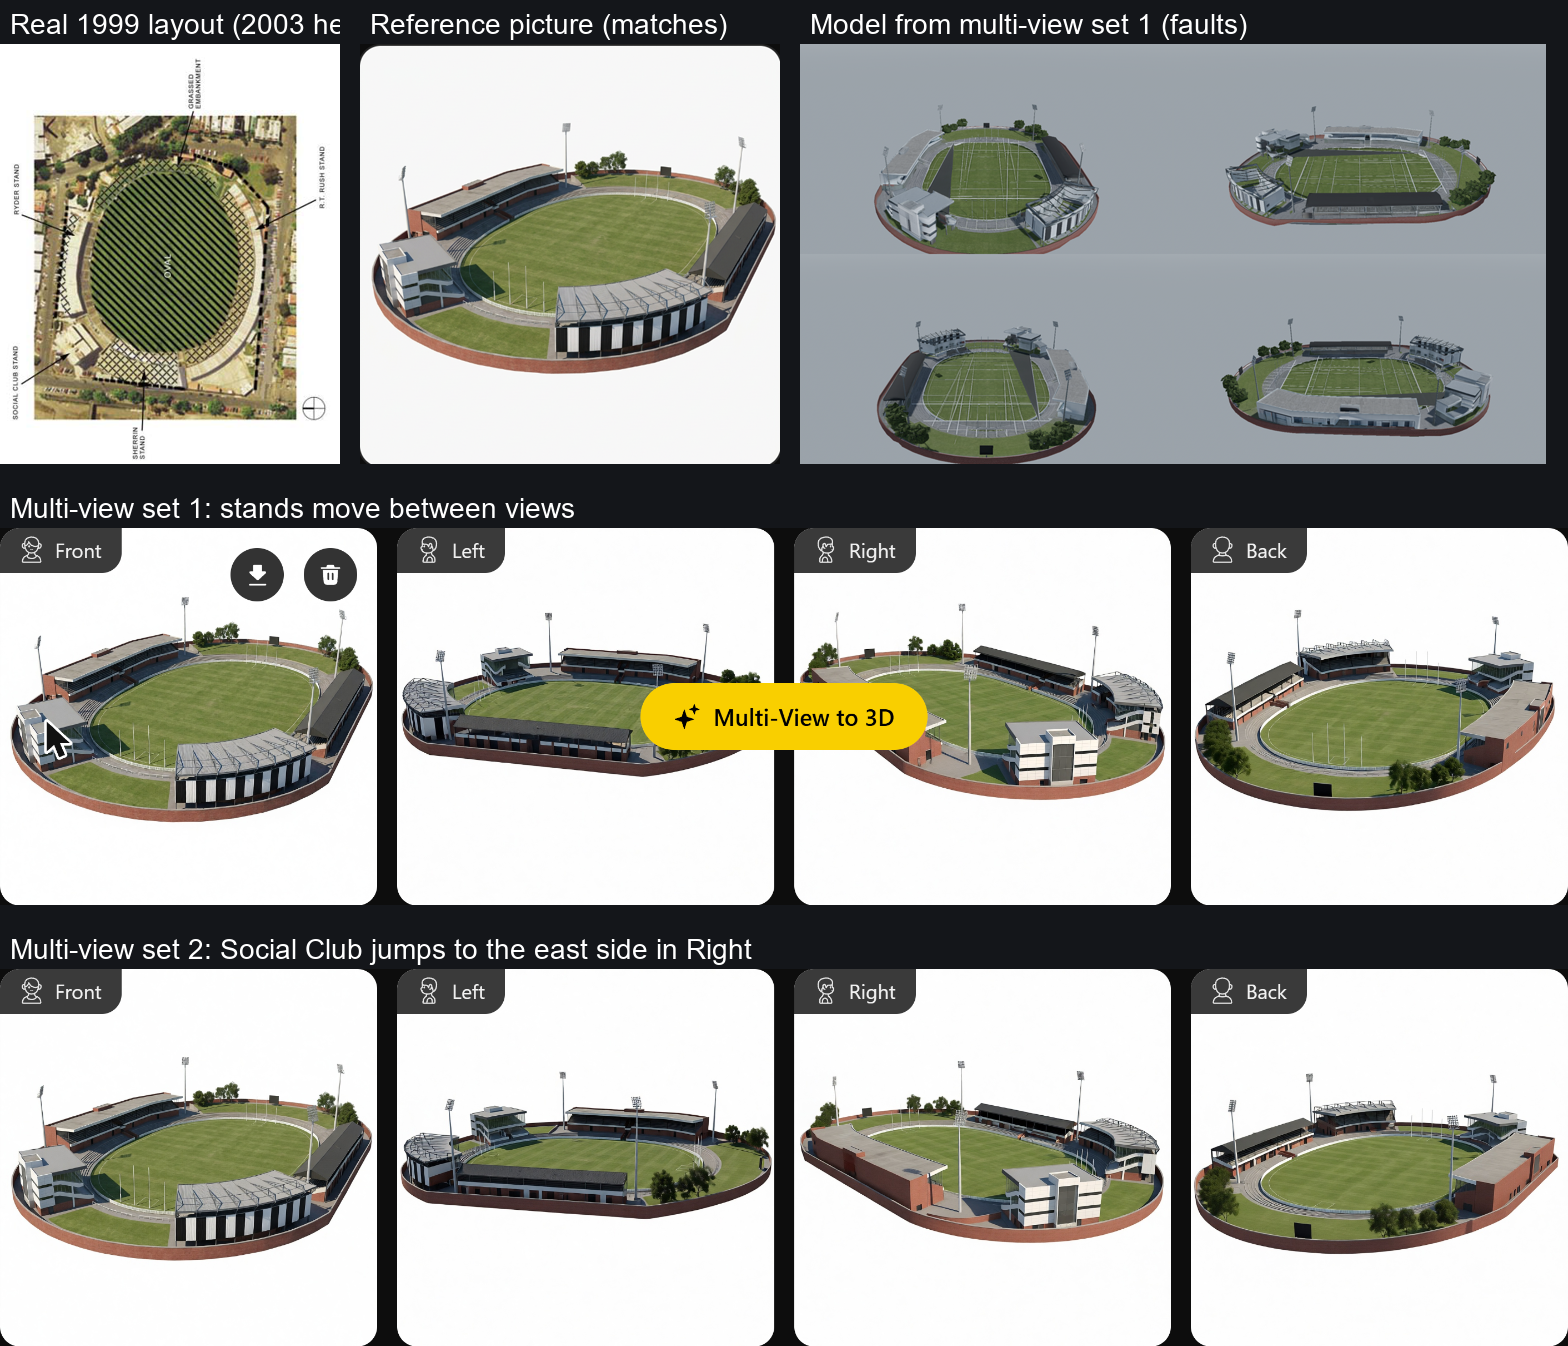 Real 1999 layout (2003 he
Reference picture (matches)
Model from multi-view set 1 (faults)
GRASSED
EMBANKMENT
RYDER STAND
R.T. RUSH STAND
OVAL
SOCIAL CLUB STAND
SHERRIN
STAND
Multi-view set 1: stands move between views
Front
Left
Right
Back
Multi-View to 3D
Multi-view set 2: Social Club jumps to the east side in Right
Front
Left
Right
Back